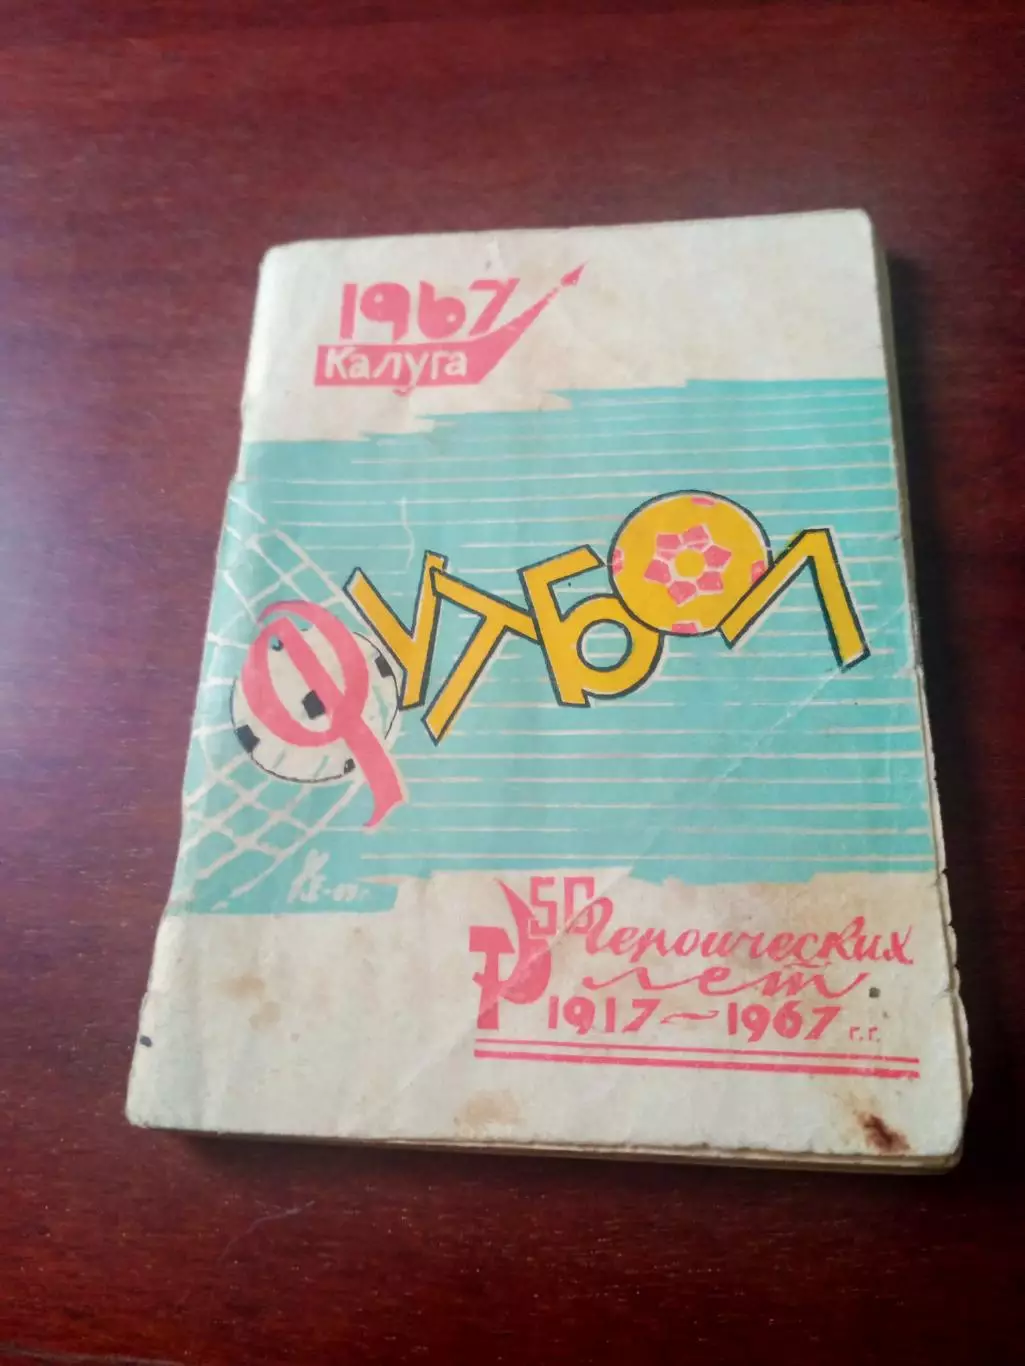 1967
Калуга
ФУТБОЛ
50 героических
лет.
1917~1967 г.г.